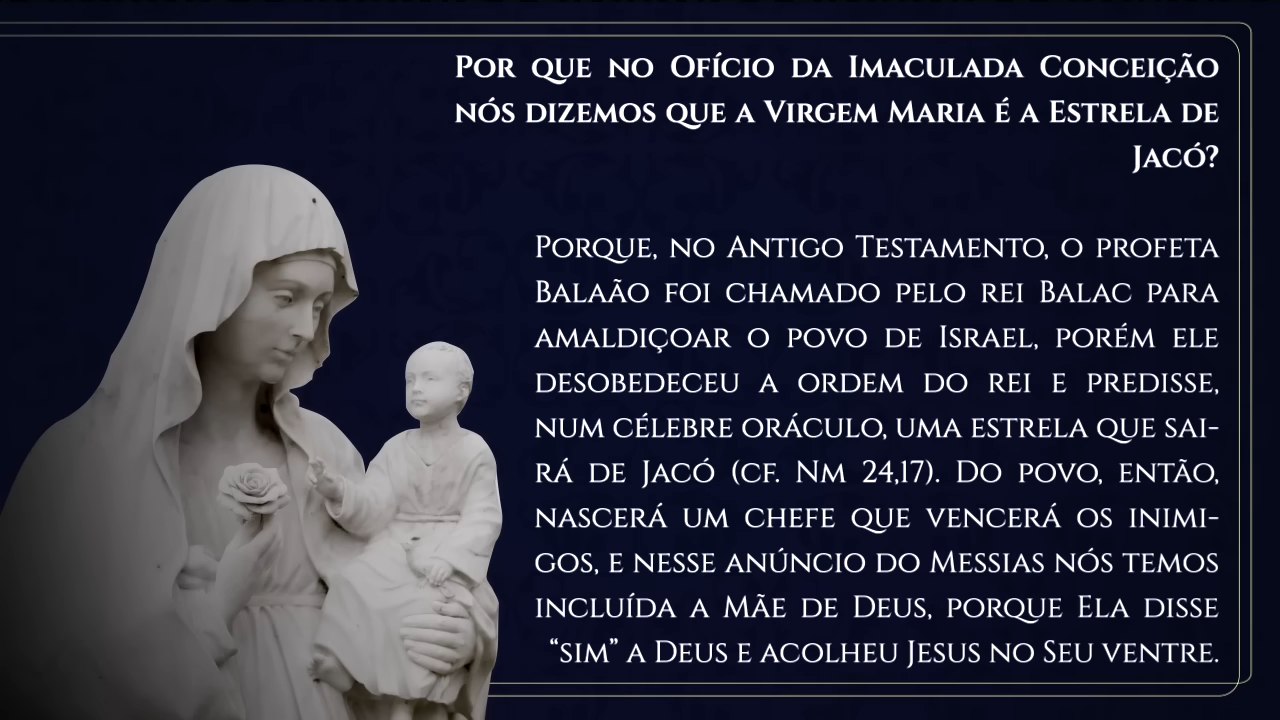 Por que no Ofício da Imaculada Conceição
nós dizemos que a Virgem Maria é a Estrela de
Jacó?
Porque, no Antigo Testamento, o profeta
Balaão foi chamado pelo rei Balac para
amaldiçoar o povo de Israel, porém ele
desobedeceu a ordem do rei e predisse,
num célebre oráculo, uma estrela que sai-
rá de Jacó (cf. Nm 24,17). Do povo, então,
nascerá um chefe que vencerá os inimi-
gos, e nesse anúncio do Messias nós temos
incluída a Mãe de Deus, porque Ela disse
“sim” a Deus e acolheu Jesus no Seu ventre.